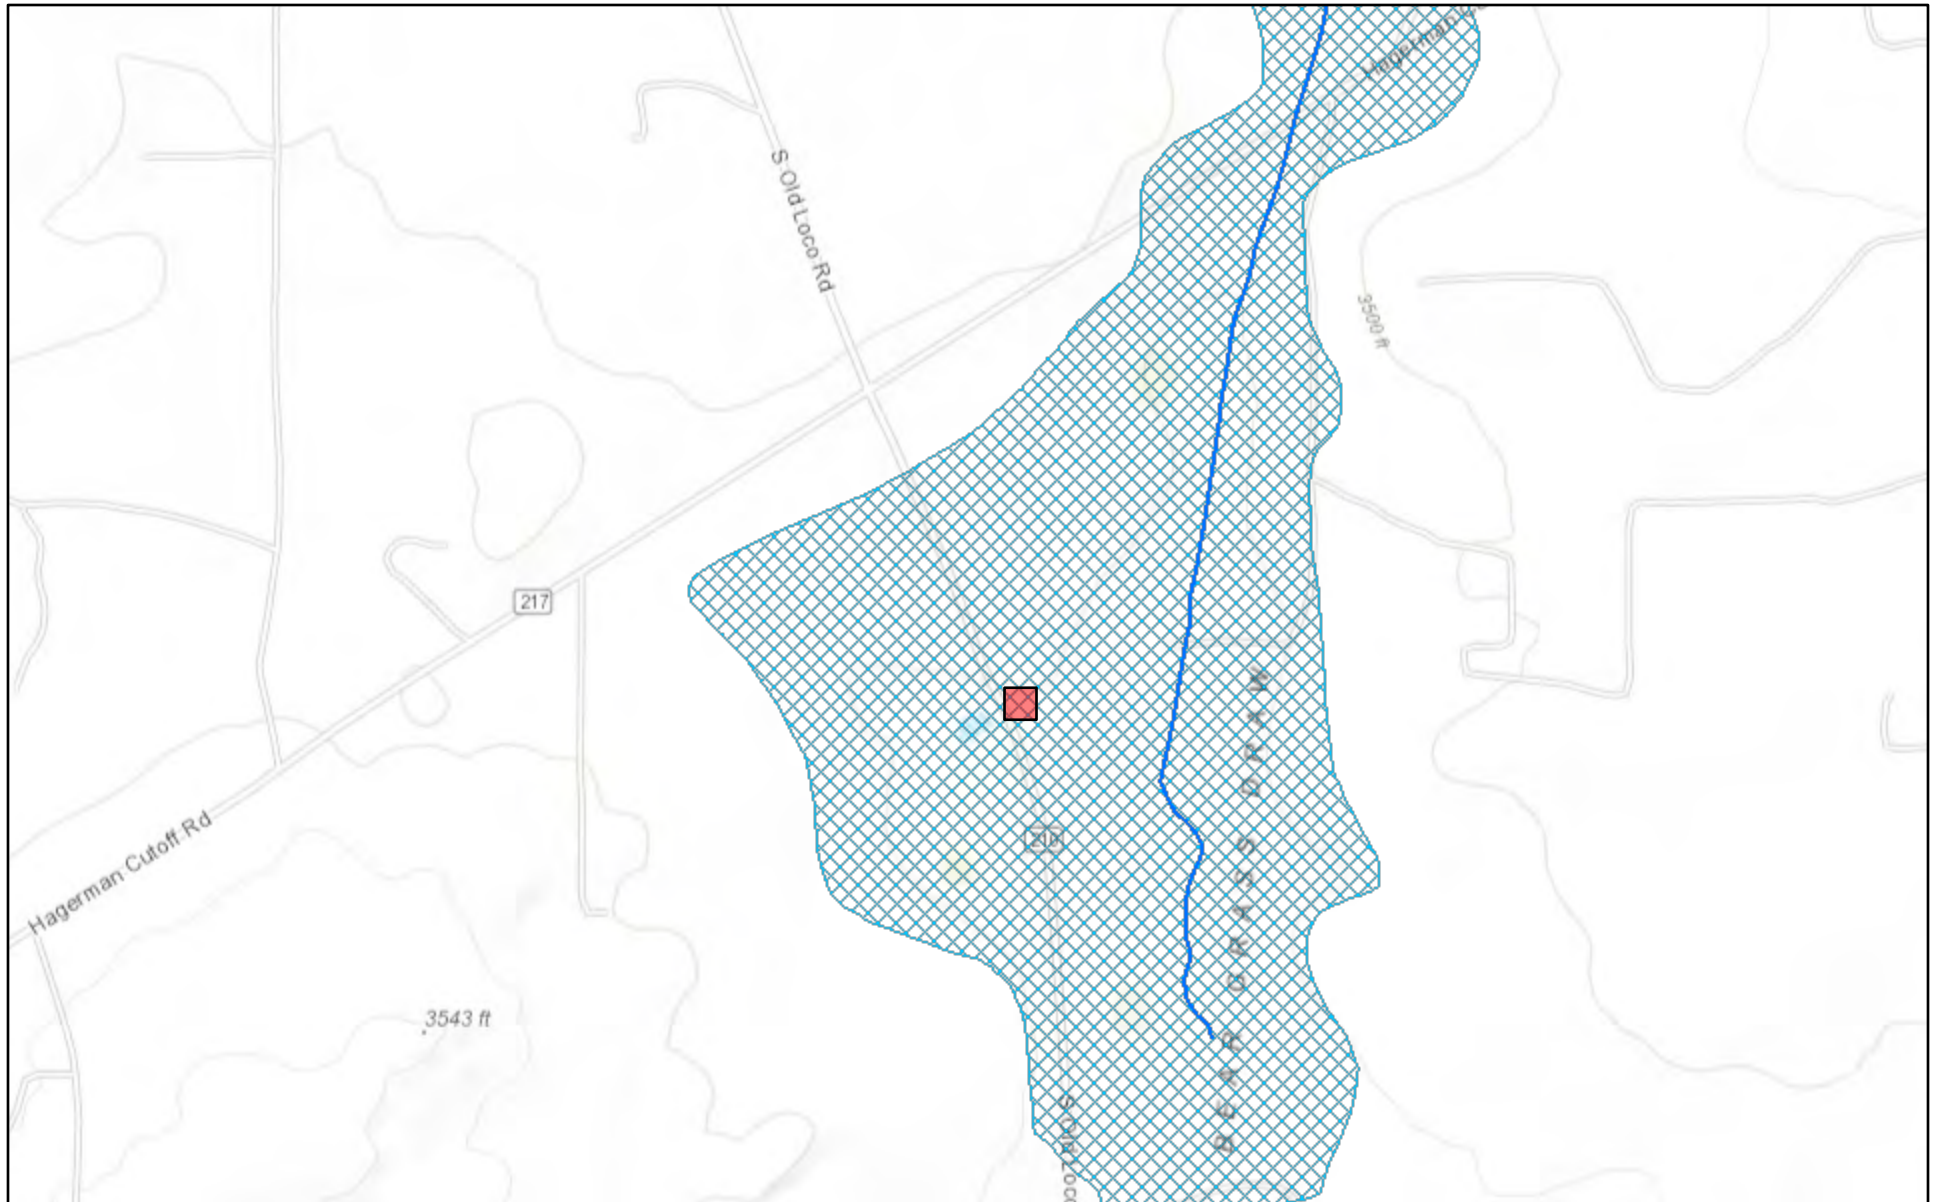 Hagerman
S Old Loco Rd
3500 ft
217
BEAR GRASS DRAW
Hagerman Cutoff Rd
3543 ft
S Old Loco